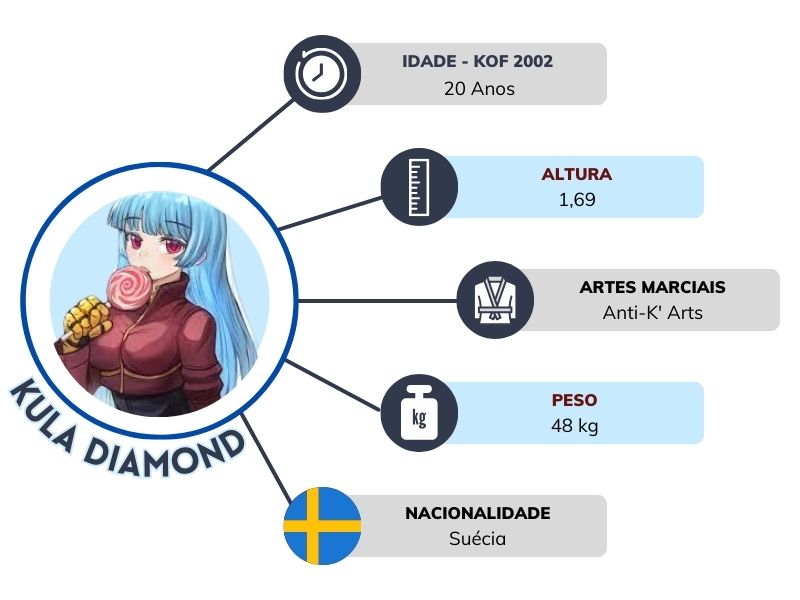 IDADE - KOF 2002
20 Anos
ALTURA
1,69
ARTES MARCIAIS
Anti-K' Arts
kg
PESO
48 kg
KULA DIAMOND
NACIONALIDADE
Suécia